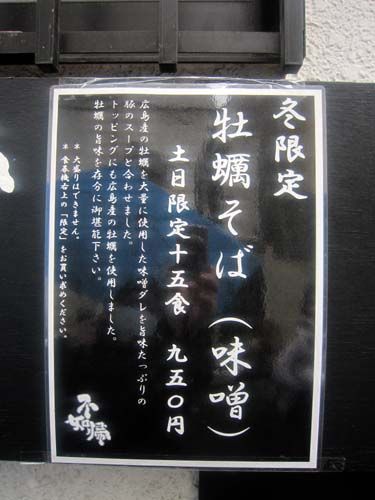 冬限定
牡蠣そば（味噌）
土日限定十五食 九五〇円
広島産の牡蠣を大量に使用した味噌ダレを旨味たっぷりの
豚のスープと合わせました。
トッピングにも広島産の牡蠣を使用しました。
牡蠣の旨味を存分に御堪能下さい。
※大盛りはできません。
※食券機右上の「限定」をお買い求めください。
不如帰